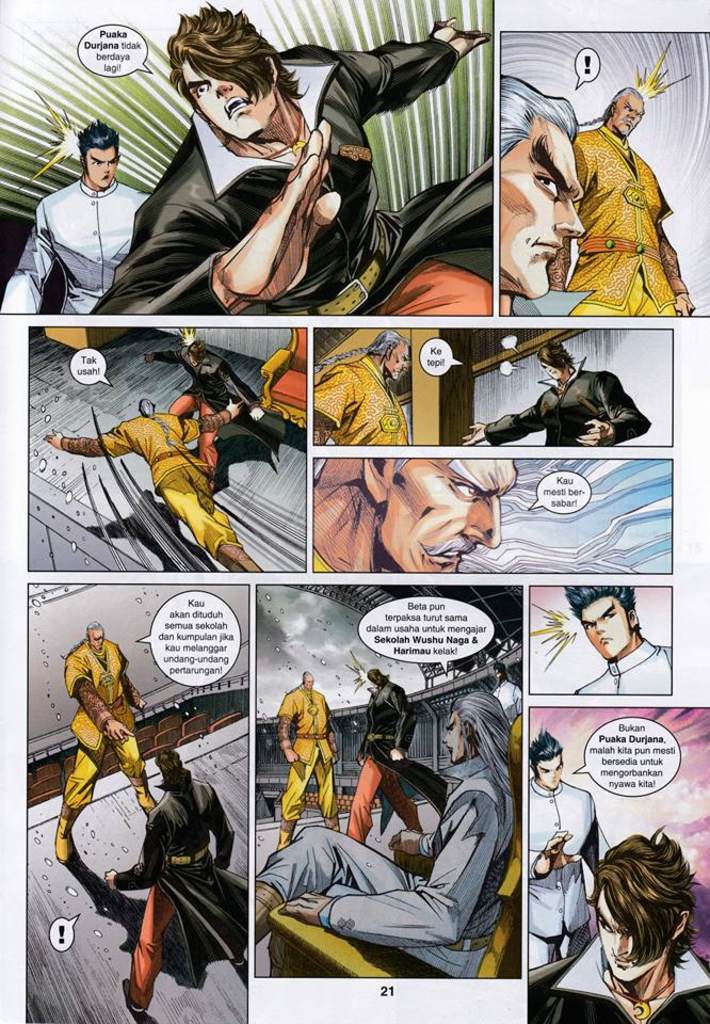 Puaka
Durjana tidak
berdaya
lagi!
!
Tak
usah!
Ke
tepi!
Kau
mesti ber-
sabar!
Kau
akan dituduh
semua sekolah
dan kumpulan jika
kau melanggar
undang-undang
pertarungan!
!
Beta pun
terpaksa turut sama
dalam usaha untuk mengajar
Sekolah Wushu Naga &
Harimau kelak!
Bukan
Puaka Durjana,
malah kita pun mesti
bersedia untuk
mengorbankan
nyawa kita!
21